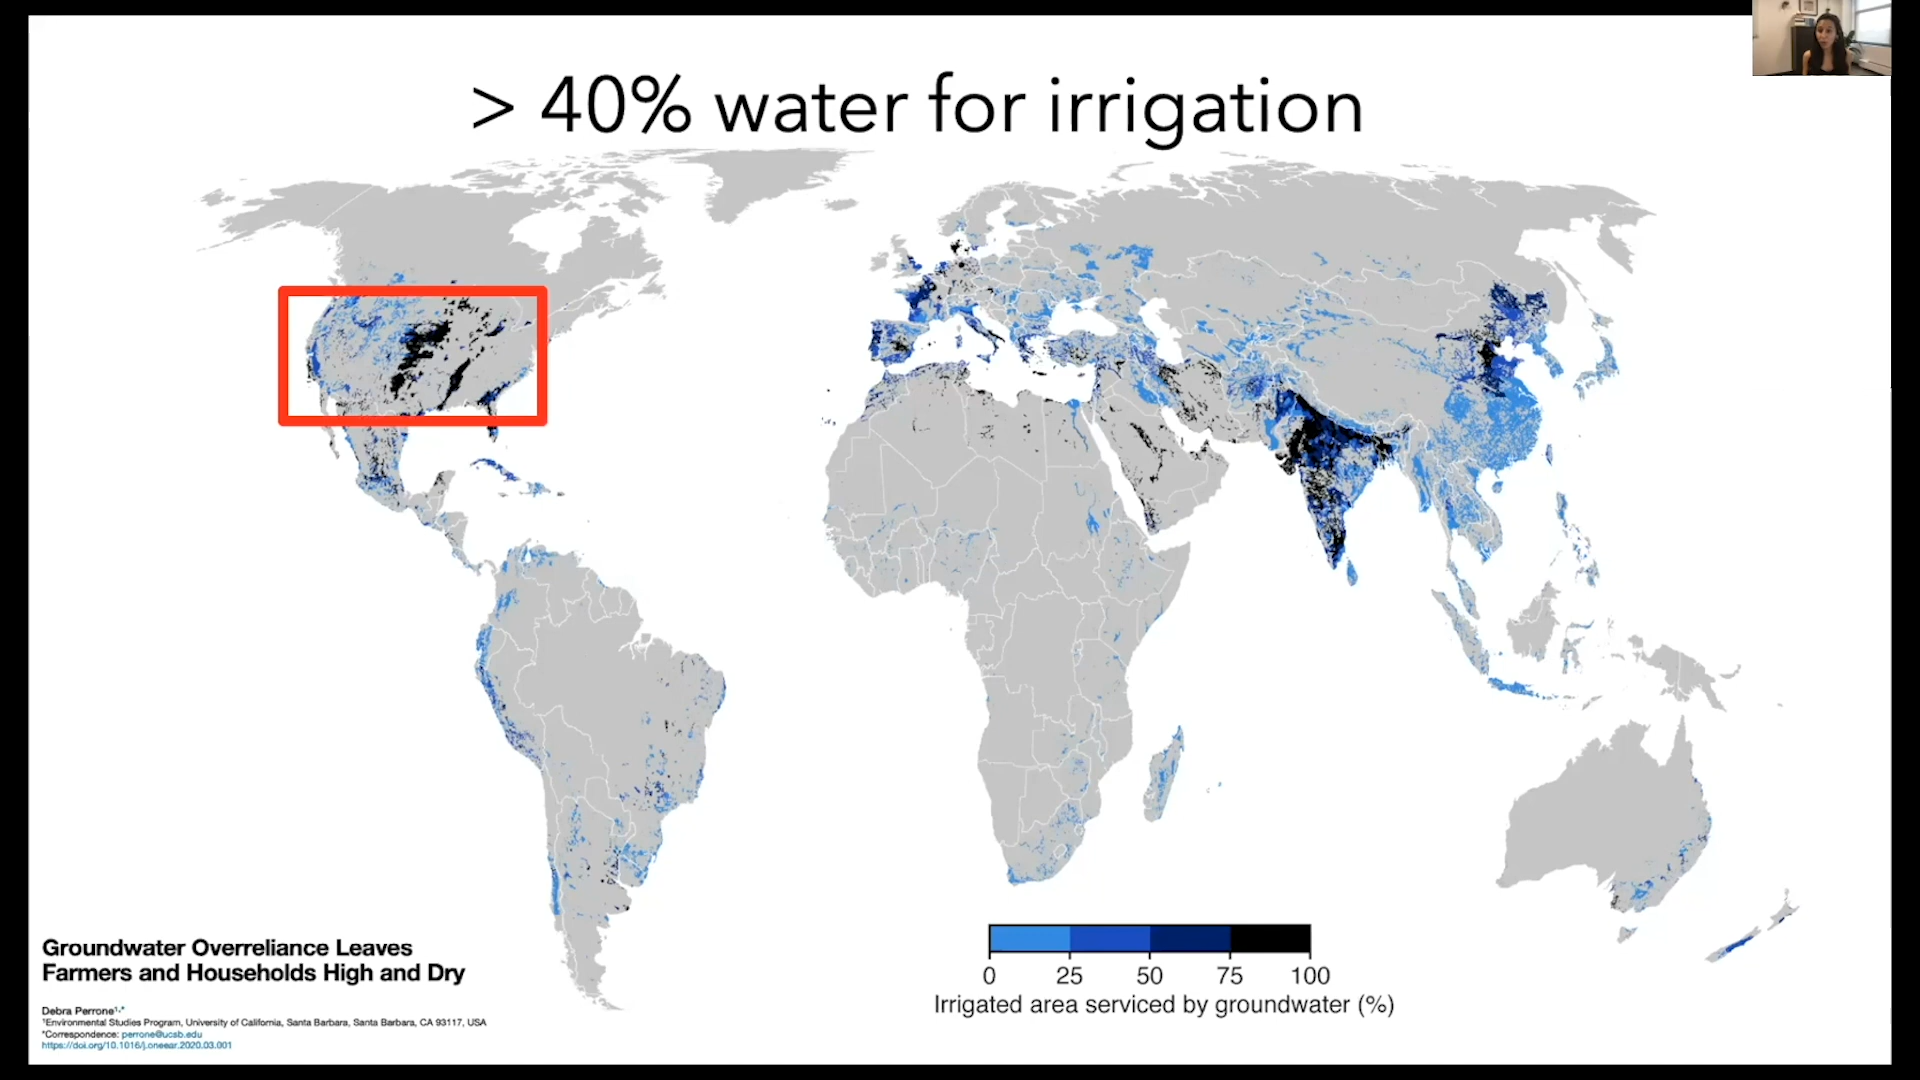 > 40% water for irrigation
0 25 50 75 100
Irrigated area serviced by groundwater (%)
Groundwater Overreliance Leaves
Farmers and Households High and Dry
Debra Perrone¹,*
¹Environmental Studies Program, University of California, Santa Barbara, Santa Barbara, CA 93117, USA
*Correspondence: perrone@ucsb.edu
https://doi.org/10.1016/j.oneear.2020.03.001